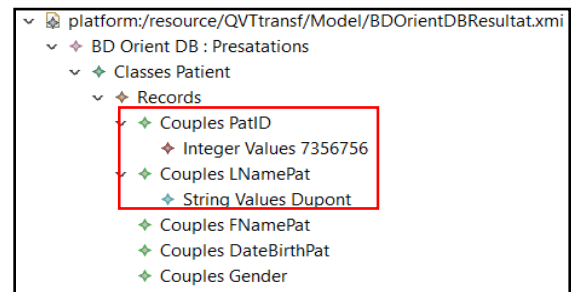 platform:/resource/QVTtransf/Model/BDOrientDBResultat.xmi
BD Orient DB : Presatations
Classes Patient
Records
Couples PatID
Integer Values 7356756
Couples LNamePat
String Values Dupont
Couples FNamePat
Couples DateBirthPat
Couples Gender